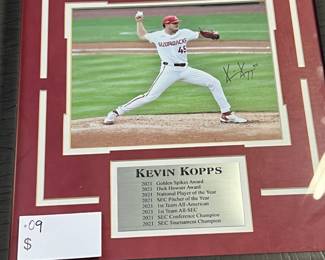 RAZORBACKS
45
KEVIN KOPPS
2021 Golden Spikes Award
2021 Dick Howser Award
2021 National Player of the Year
2021 SEC Pitcher of the Year
2021 1st Team All-American
2021 1st Team All-SEC
2021 SEC Conference Champion
2021 SEC Tournament Champion
.09
$